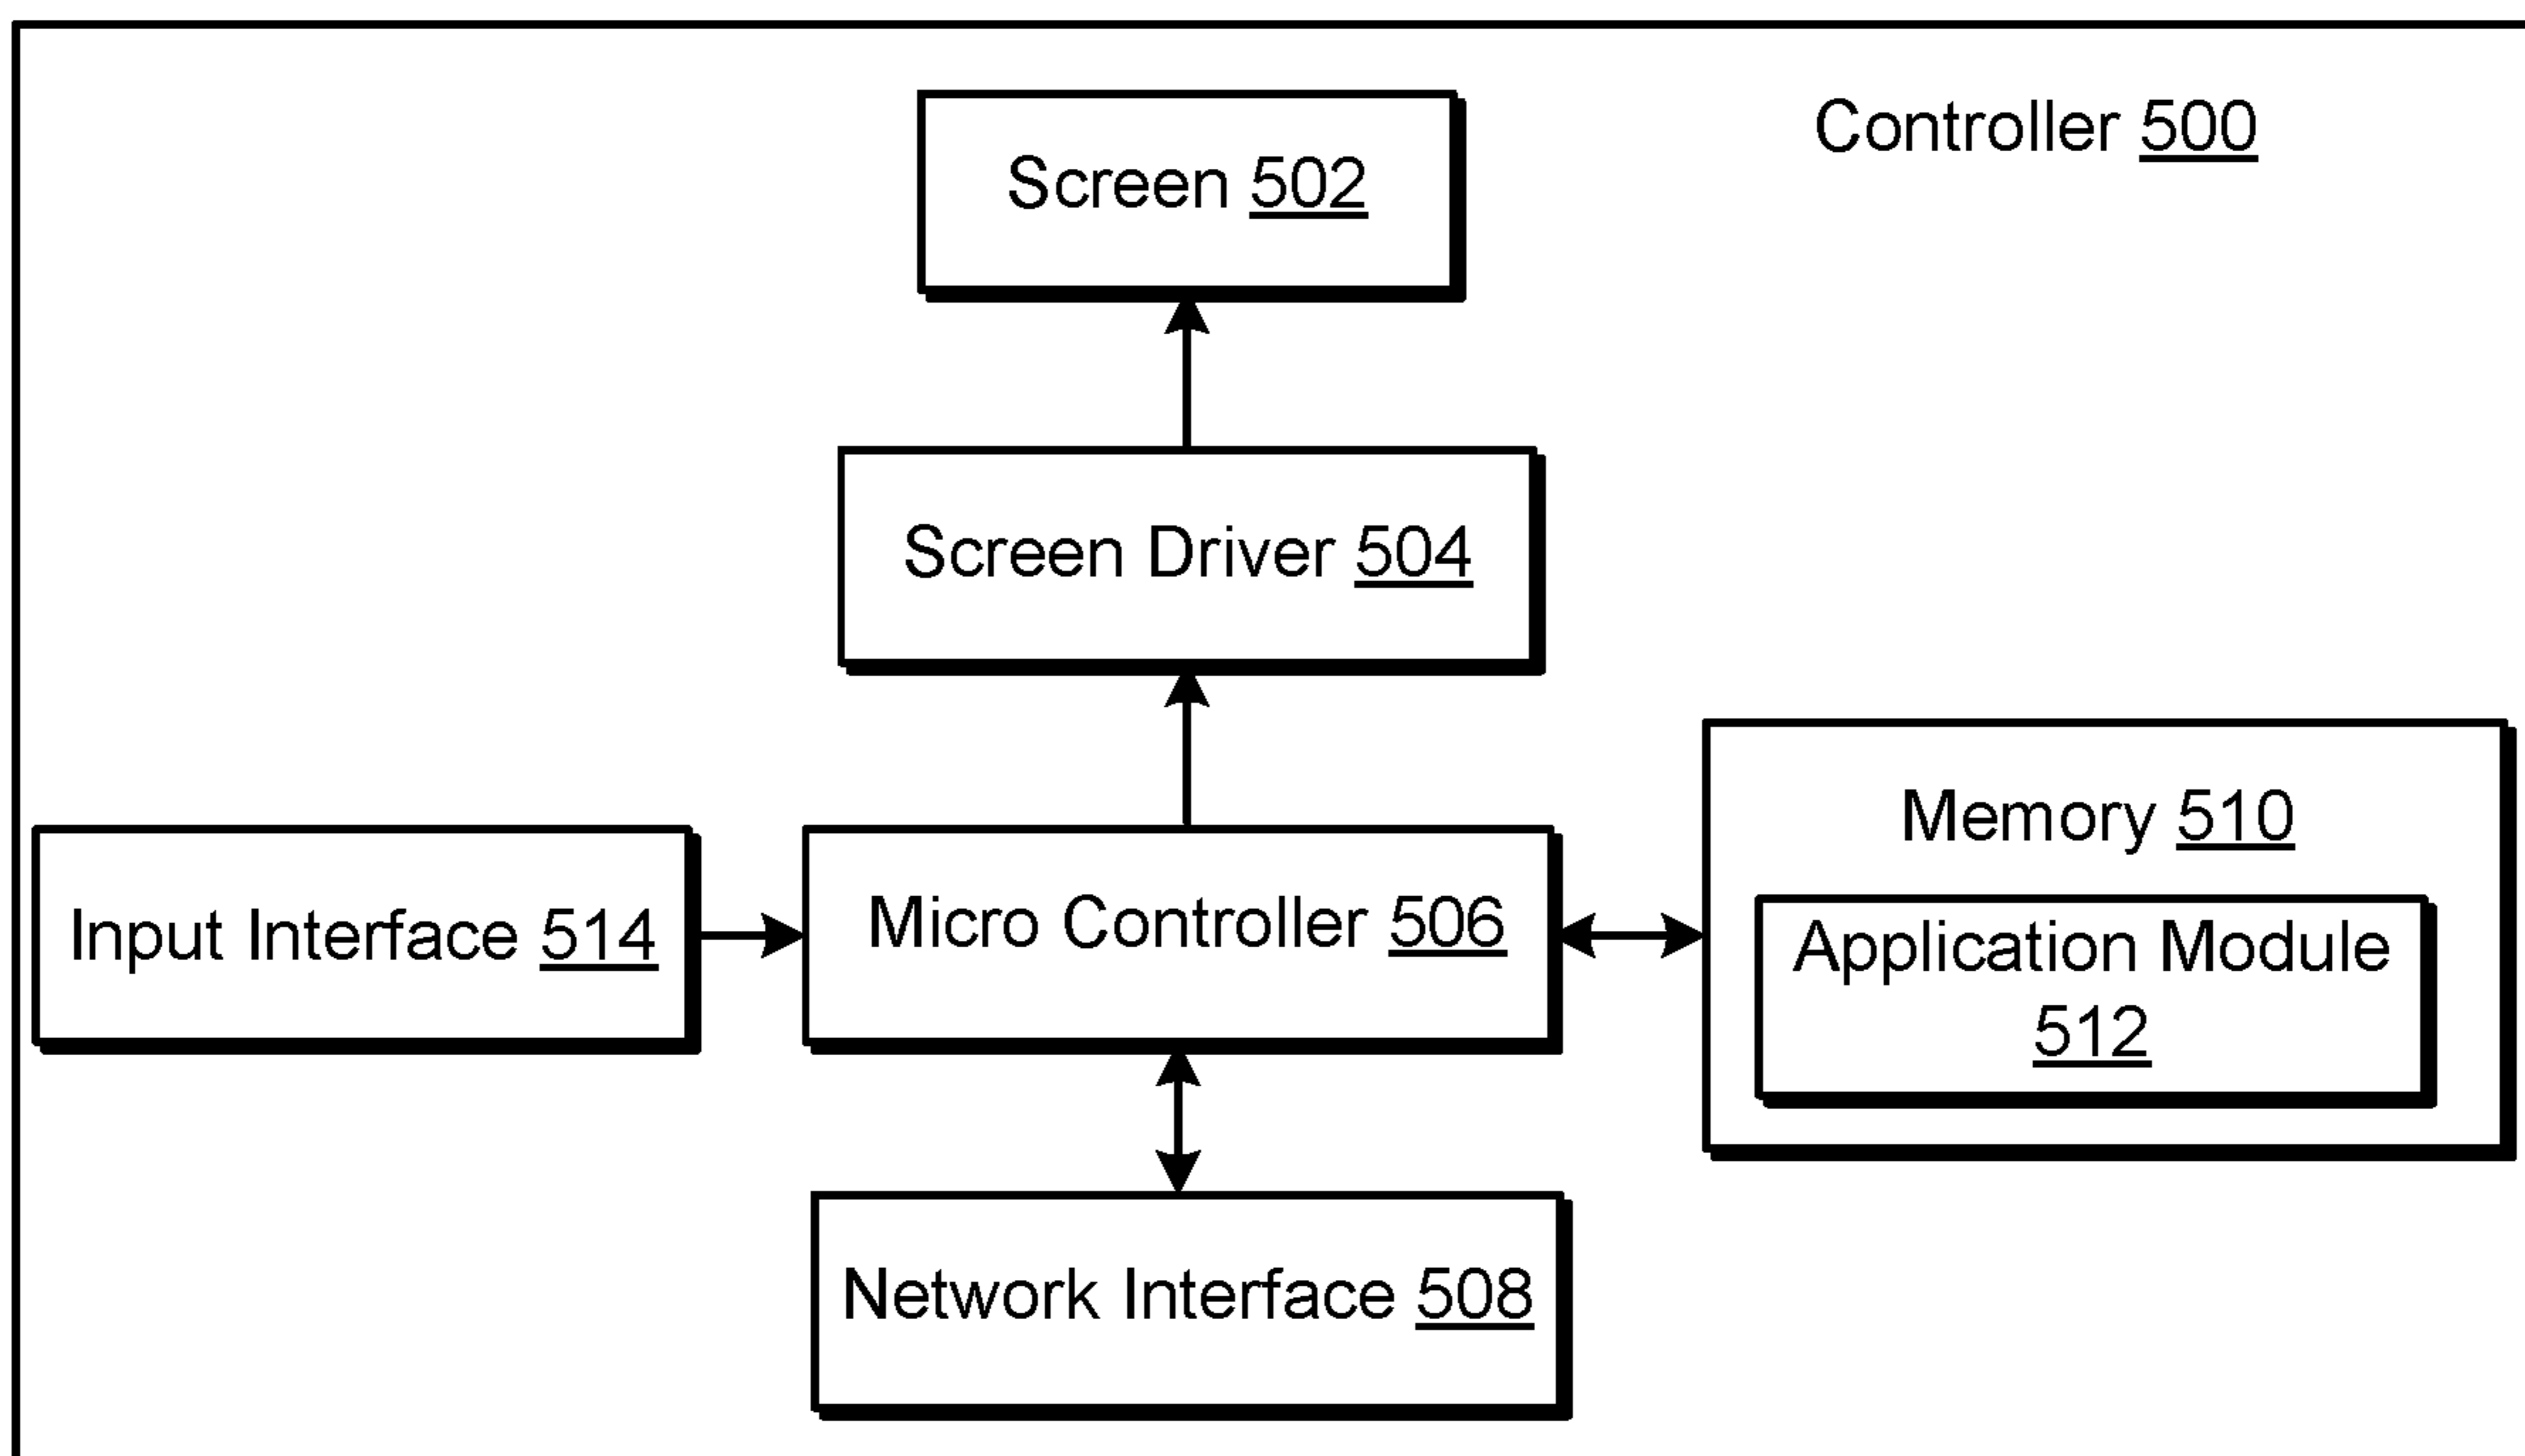 Controller 500
Screen 502
Screen Driver 504
Memory 510
Input Interface 514
Micro Controller 506
Application Module
512
Network Interface 508